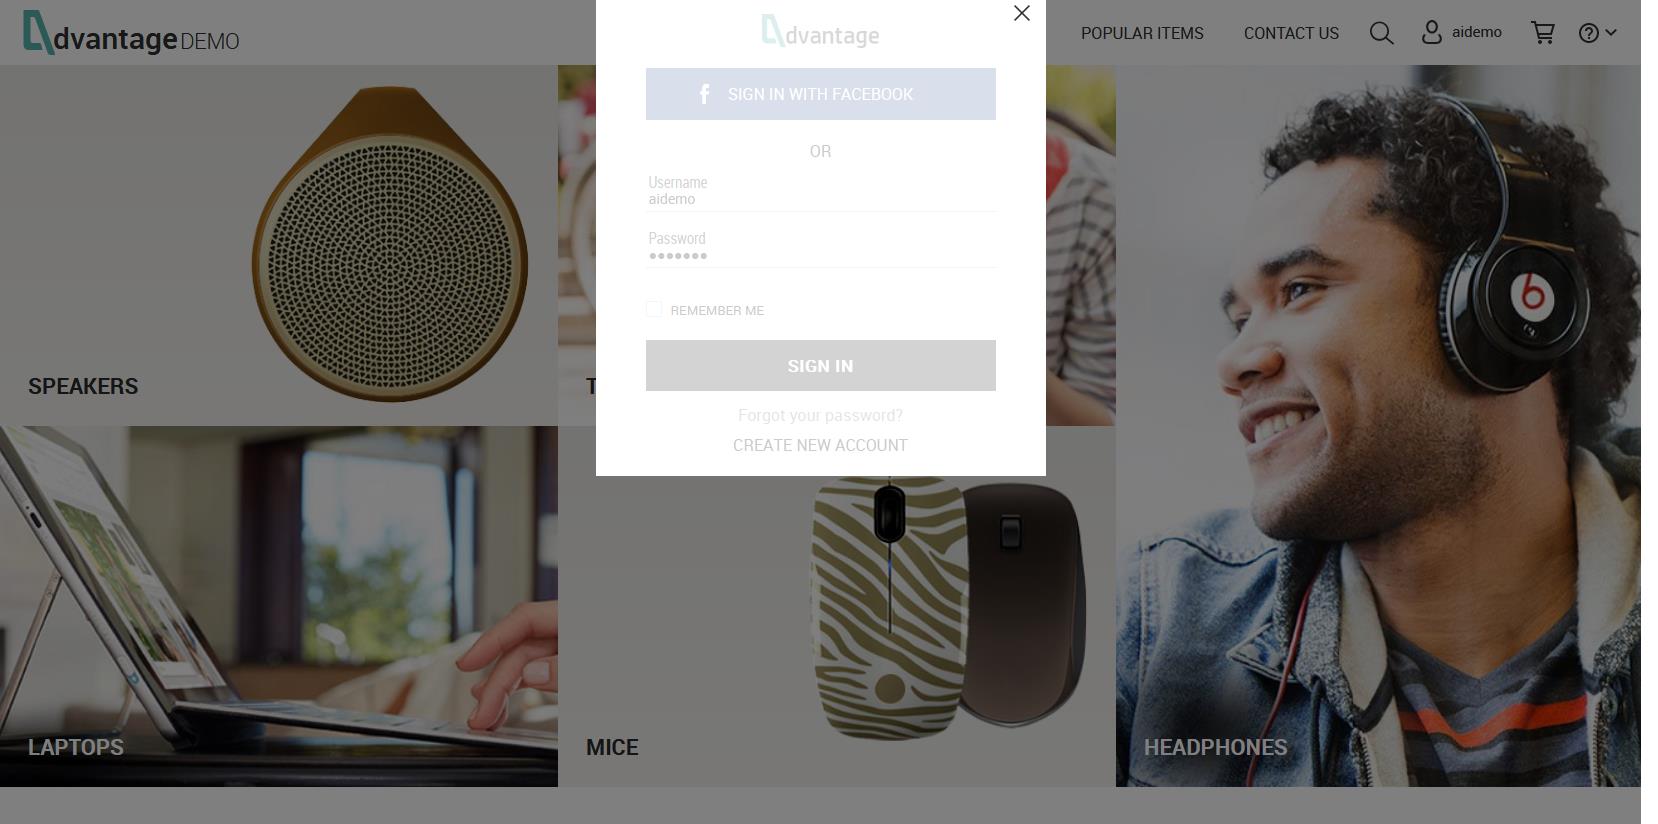 dvantage DEMO
POPULAR ITEMS
CONTACT US
aidemo
dvantage
SIGN IN WITH FACEBOOK
OR
Username
aidemo
Password
REMEMBER ME
SIGN IN
Forgot your password?
CREATE NEW ACCOUNT
SPEAKERS
T
LAPTOPS
MICE
HEADPHONES